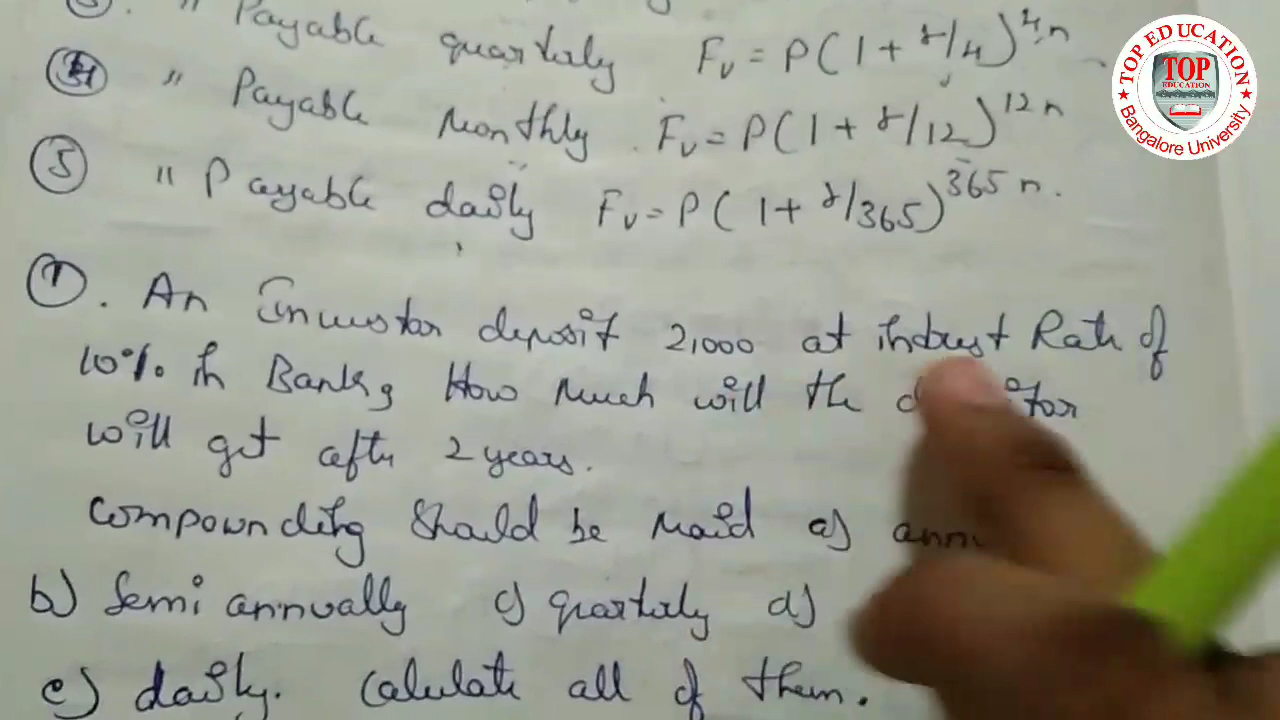 " Payable quarterly Fv = P(1 + r/4)^4n
④ " Payable Monthly Fv = P(1 + r/12)^12n
⑤ " Payable daily Fv = P(1 + r/365)^365n.
①. An Investor deposit 2,000 at interest Rate of
10% in Bank, How Much will the
will get after 2 years.
compounding should be maid a)
b) Semi annually c) quarterly d)
e) daily. Calulate all of them.
TOP EDUCATION
TOP
EDUCATION
Bangalore University